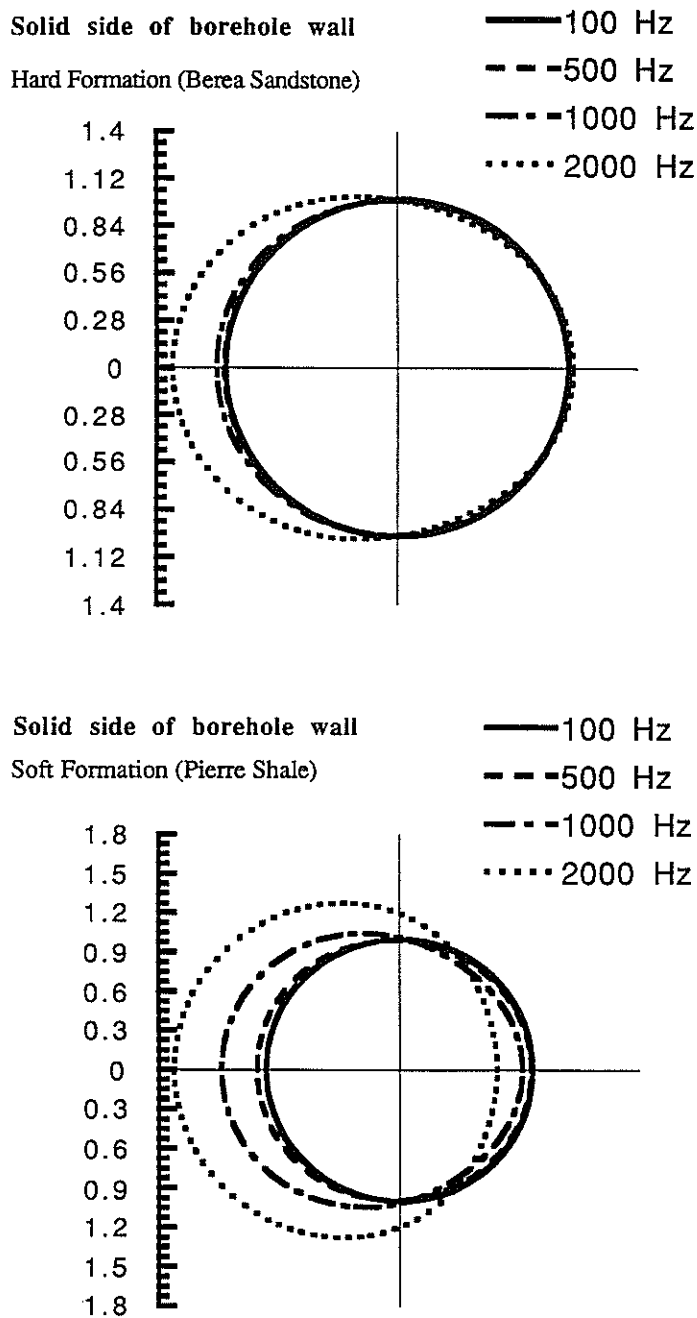 Solid side of borehole wall
Hard Formation (Berea Sandstone)
100 Hz
500 Hz
1000 Hz
2000 Hz
1.4
1.12
0.84
0.56
0.28
0
0.28
0.56
0.84
1.12
1.4
Solid side of borehole wall
Soft Formation (Pierre Shale)
100 Hz
500 Hz
1000 Hz
2000 Hz
1.8
1.5
1.2
0.9
0.6
0.3
0
0.3
0.6
0.9
1.2
1.5
1.8